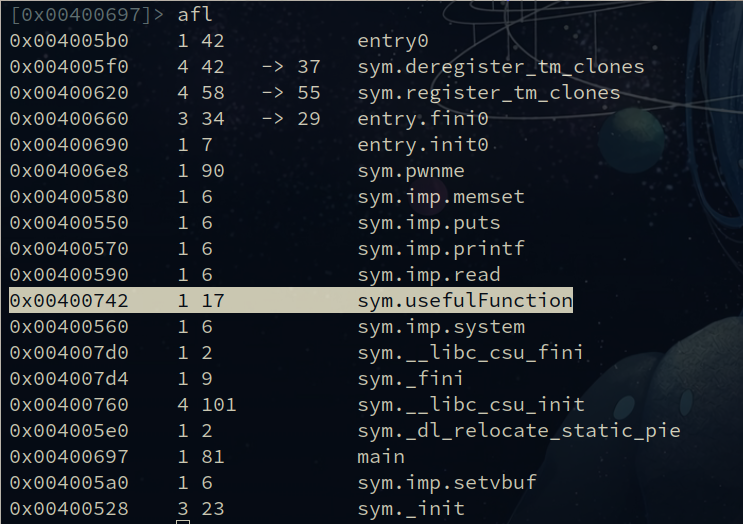 [0x00400697]> afl
0x004005b0 1 42 entry0
0x004005f0 4 42 -> 37 sym.deregister_tm_clones
0x00400620 4 58 -> 55 sym.register_tm_clones
0x00400660 3 34 -> 29 entry.fini0
0x00400690 1 7 entry.init0
0x004006e8 1 90 sym.pwnme
0x00400580 1 6 sym.imp.memset
0x00400550 1 6 sym.imp.puts
0x00400570 1 6 sym.imp.printf
0x00400590 1 6 sym.imp.read
0x00400742 1 17 sym.usefulFunction
0x00400560 1 6 sym.imp.system
0x004007d0 1 2 sym.__libc_csu_fini
0x004007d4 1 9 sym._fini
0x00400760 4 101 sym.__libc_csu_init
0x004005e0 1 2 sym._dl_relocate_static_pie
0x00400697 1 81 main
0x004005a0 1 6 sym.imp.setvbuf
0x00400528 3 23 sym._init